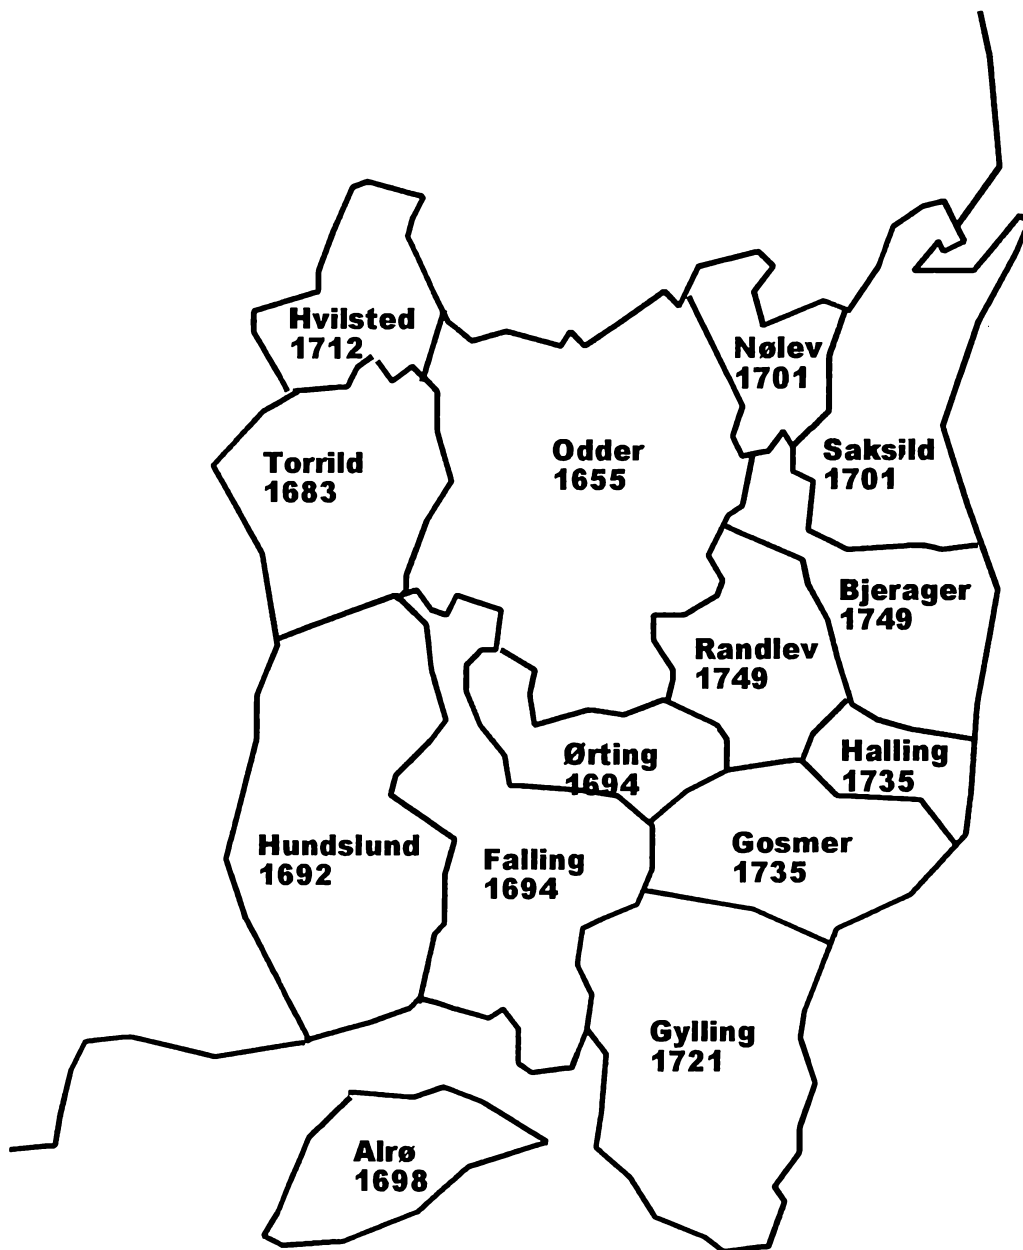 Hvilsted
1712
Nølev
1701
Torrild
1683
Odder
1655
Saksild
1701
Bjerager
1749
Randlev
1749
Ørting
1694
Halling
1735
Hundslund
1692
Falling
1694
Gosmer
1735
Gylling
1721
Alrø
1698